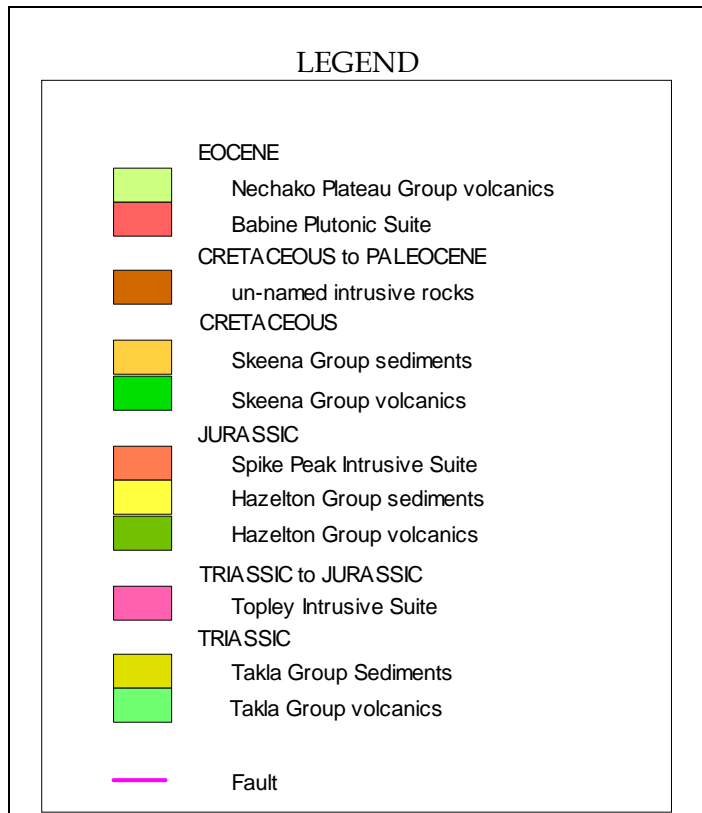 LEGEND
EOCENE
Nechako Plateau Group volcanics
Babine Plutonic Suite
CRETACEOUS to PALEOCENE
un-named intrusive rocks
CRETACEOUS
Skeena Group sediments
Skeena Group volcanics
JURASSIC
Spike Peak Intrusive Suite
Hazelton Group sediments
Hazelton Group volcanics
TRIASSIC to JURASSIC
Topley Intrusive Suite
TRIASSIC
Takla Group Sediments
Takla Group volcanics
Fault